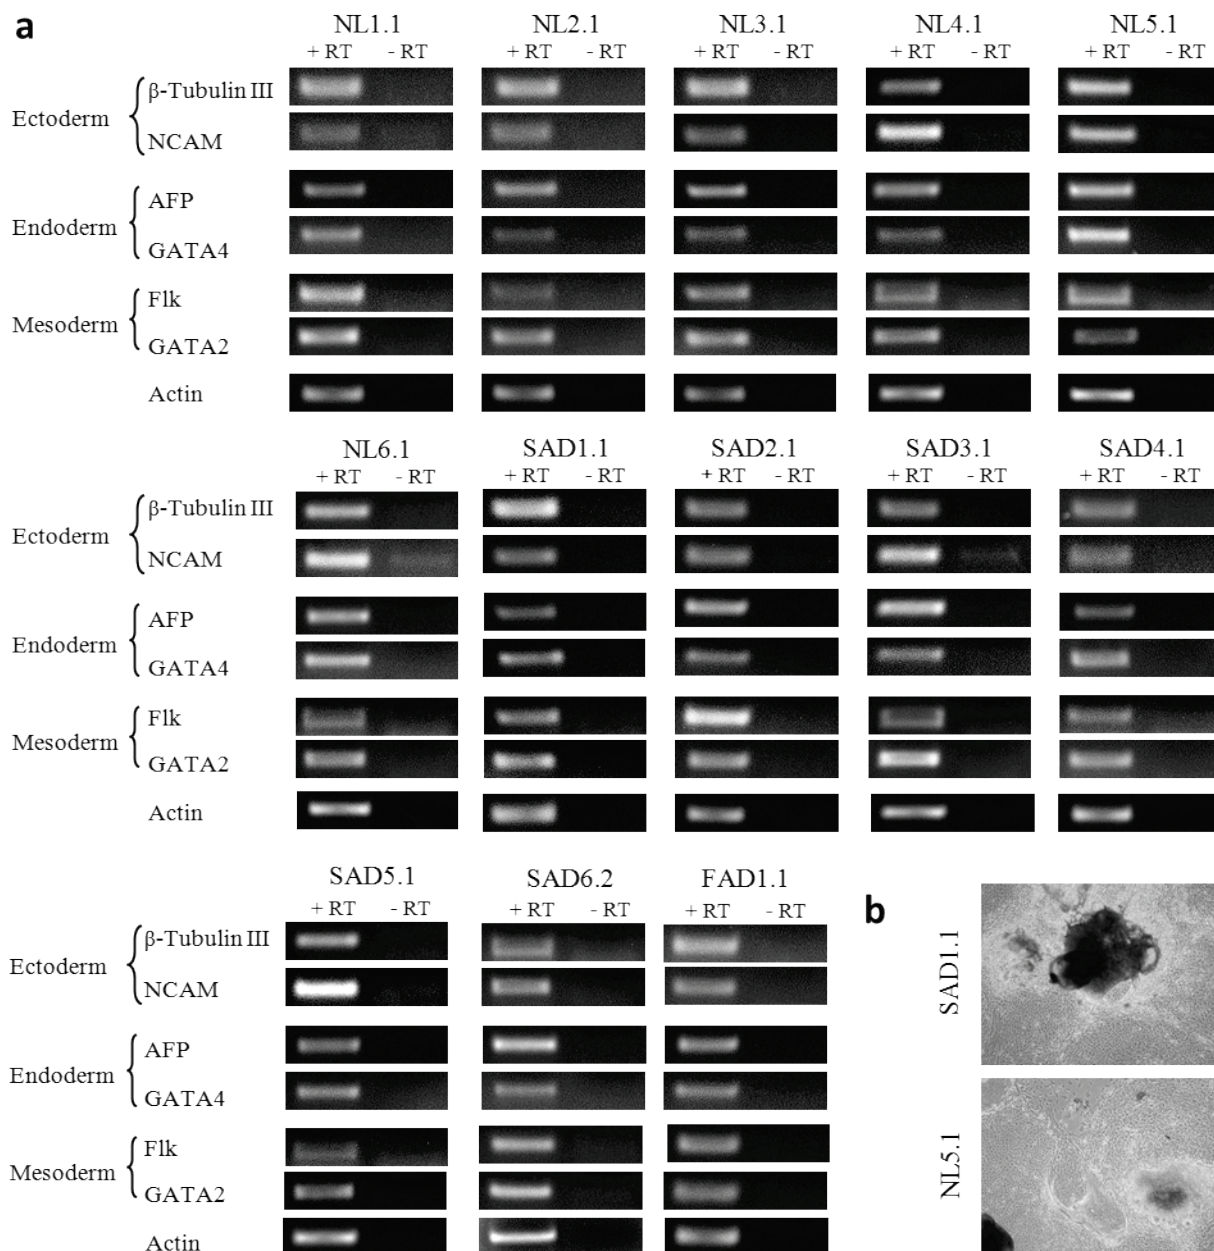 a
NL1.1 NL2.1 NL3.1 NL4.1 NL5.1
+ RT - RT + RT - RT + RT - RT + RT - RT + RT - RT
Ectoderm
β-Tubulin III
NCAM
Endoderm
AFP
GATA4
Mesoderm
Flk
GATA2
Actin
NL6.1 SAD1.1 SAD2.1 SAD3.1 SAD4.1
+ RT - RT + RT - RT + RT - RT + RT - RT + RT - RT
Ectoderm
β-Tubulin III
NCAM
Endoderm
AFP
GATA4
Mesoderm
Flk
GATA2
Actin
SAD5.1 SAD6.2 FAD1.1
+ RT - RT + RT - RT + RT - RT
Ectoderm
β-Tubulin III
NCAM
Endoderm
AFP
GATA4
Mesoderm
Flk
GATA2
Actin
b
SAD1.1
NL5.1